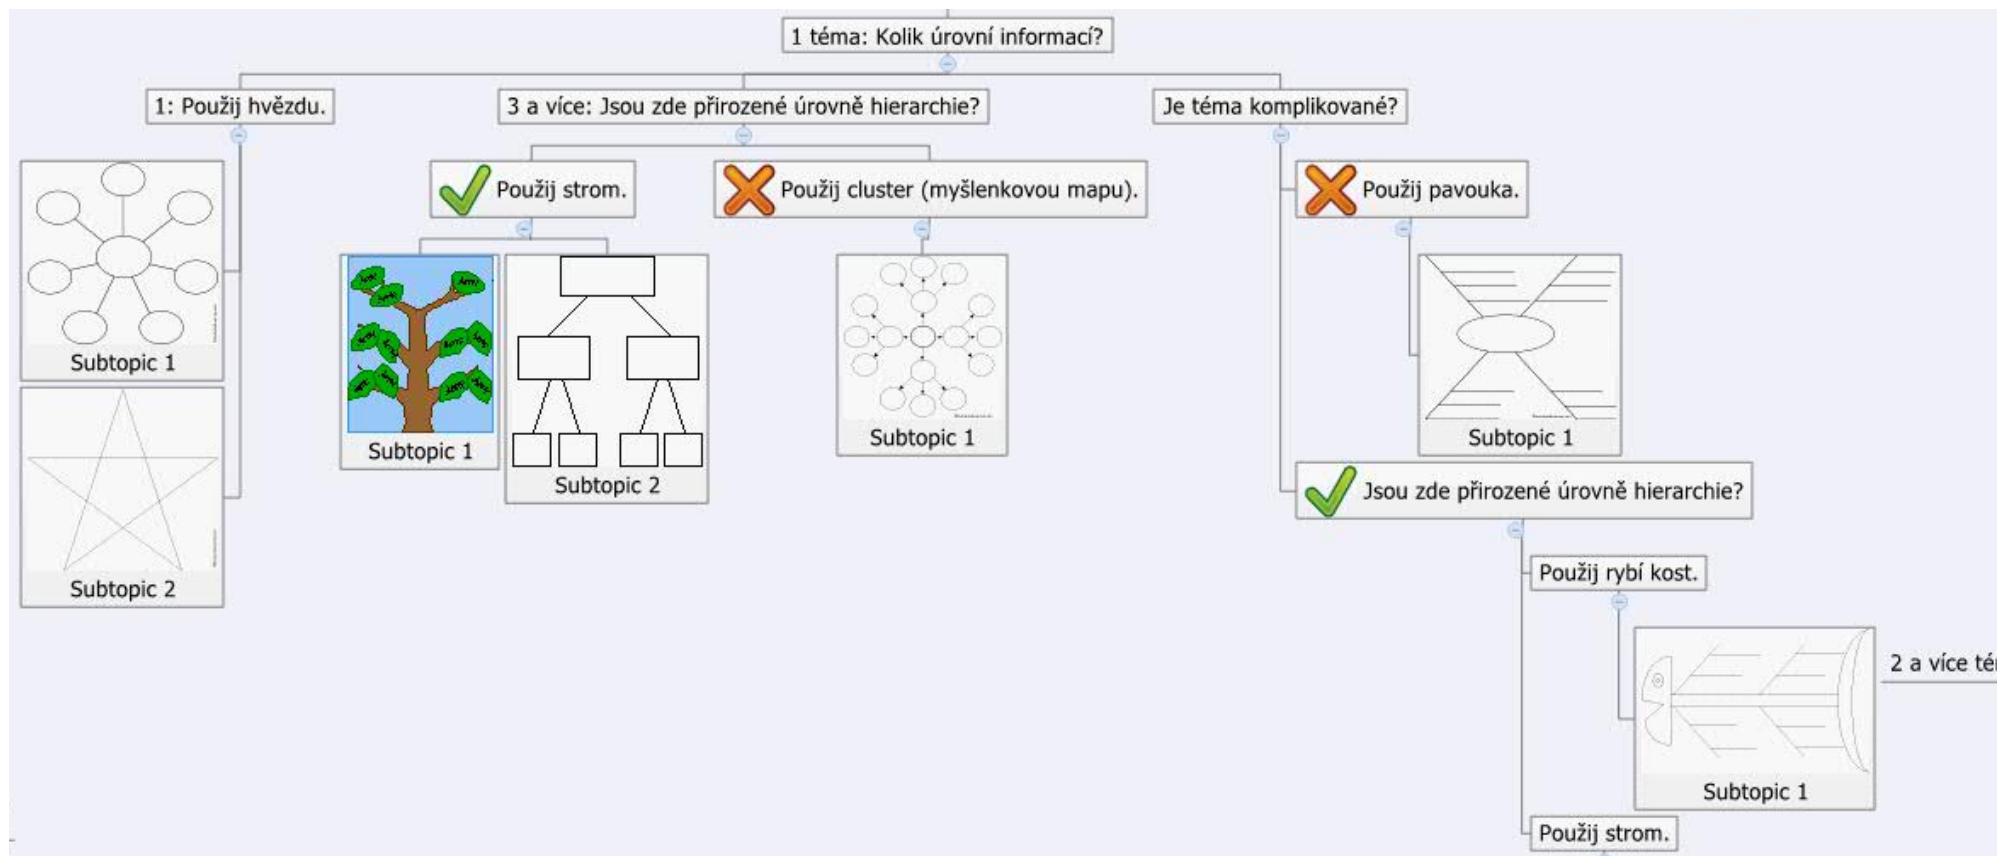 1 téma: Kolik úrovní informací?
1: Použij hvězdu.
3 a více: Jsou zde přirozené úrovně hierarchie?
Je téma komplikované?
Použij strom.
Použij cluster (myšlenkovou mapu).
Použij pavouka.
Subtopic 1
Subtopic 2
Subtopic 1
Subtopic 2
Subtopic 1
Subtopic 1
Jsou zde přirozené úrovně hierarchie?
Použij rybí kost.
Subtopic 1
2 a více
Použij strom.